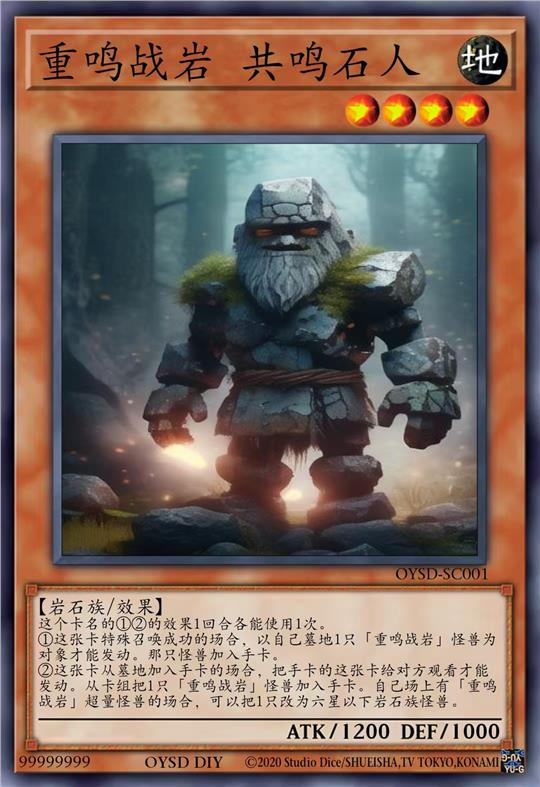 重鸣战岩 共鸣石人
地
OYSD-SC001
【岩石族/效果】
这个卡名的①②的效果1回合各能使用1次。
①这张卡特殊召唤成功的场合,以自己墓地1只「重鸣战岩」怪兽为
对象才能发动。那只怪兽加入手卡。
②这张卡从墓地加入手卡的场合,把手卡的这张卡给对方观看才能
发动。从卡组把1只「重鸣战岩」怪兽加入手卡。自己场上有「重鸣
战岩」超量怪兽的场合,可以把1只改为六星以下岩石族怪兽。
ATK/1200 DEF/1000
99999999 OYSD DIY ©2020 Studio Dice/SHUEISHA,TV TOKYO,KONAMI